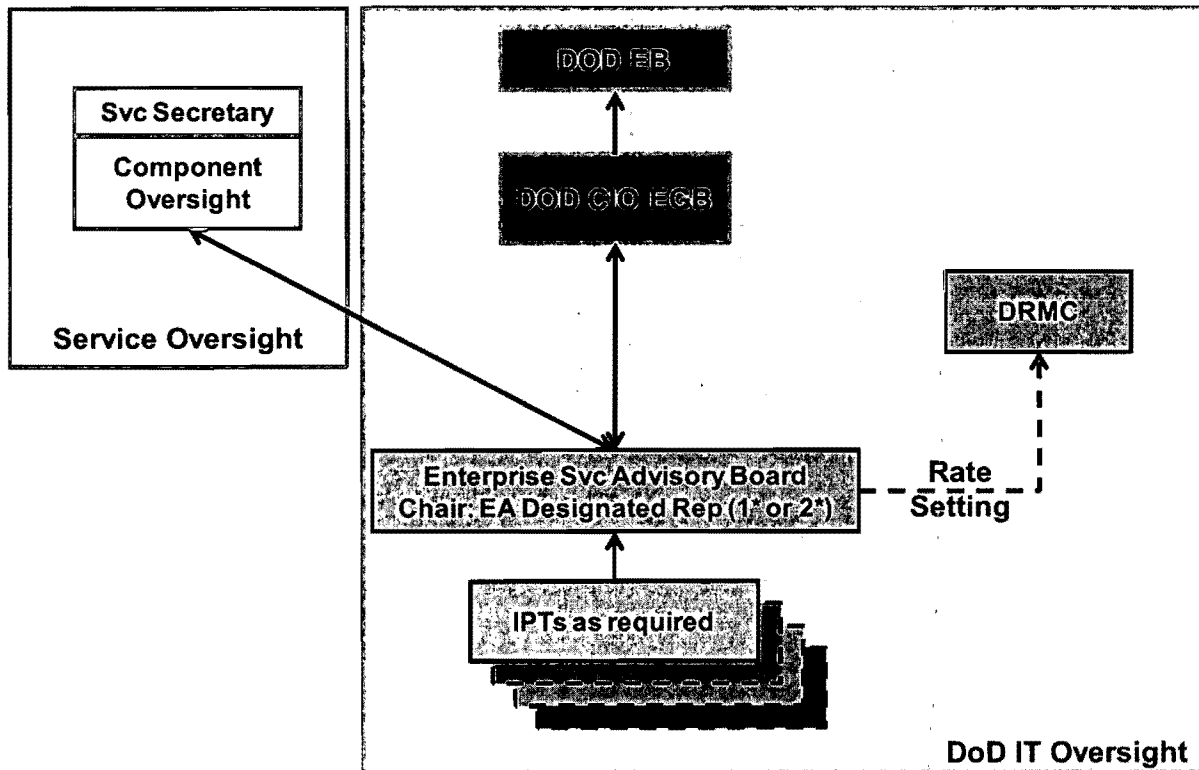 DOD EB
Svc Secretary
Component
Oversight
DOD CIO ECB
Service Oversight
DRMC
Enterprise Svc Advisory Board
Chair: EA Designated Rep (1* or 2*)
Rate
Setting
IPTs as required
DoD IT Oversight